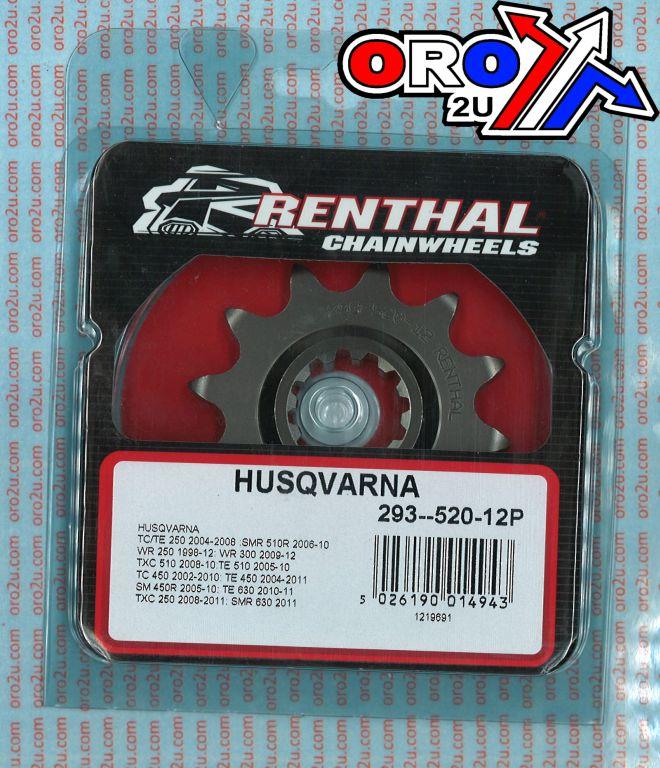 ORO
2U
RENTHAL
CHAINWHEELS
520-12 RENTHAL
HUSQVARNA
293--520-12P
HUSQVARNA
TC/TE 250 2004-2008 :SMR 510R 2006-10
WR 250 1998-12: WR 300 2009-12
TXC 510 2008-10:TE 510 2005-10
TC 450 2002-2010: TE 450 2004-2011
SM 450R 2005-10: TE 630 2010-11
TXC 250 2008-2011: SMR 630 2011
5 026190 014943
1219691
oro2u.com